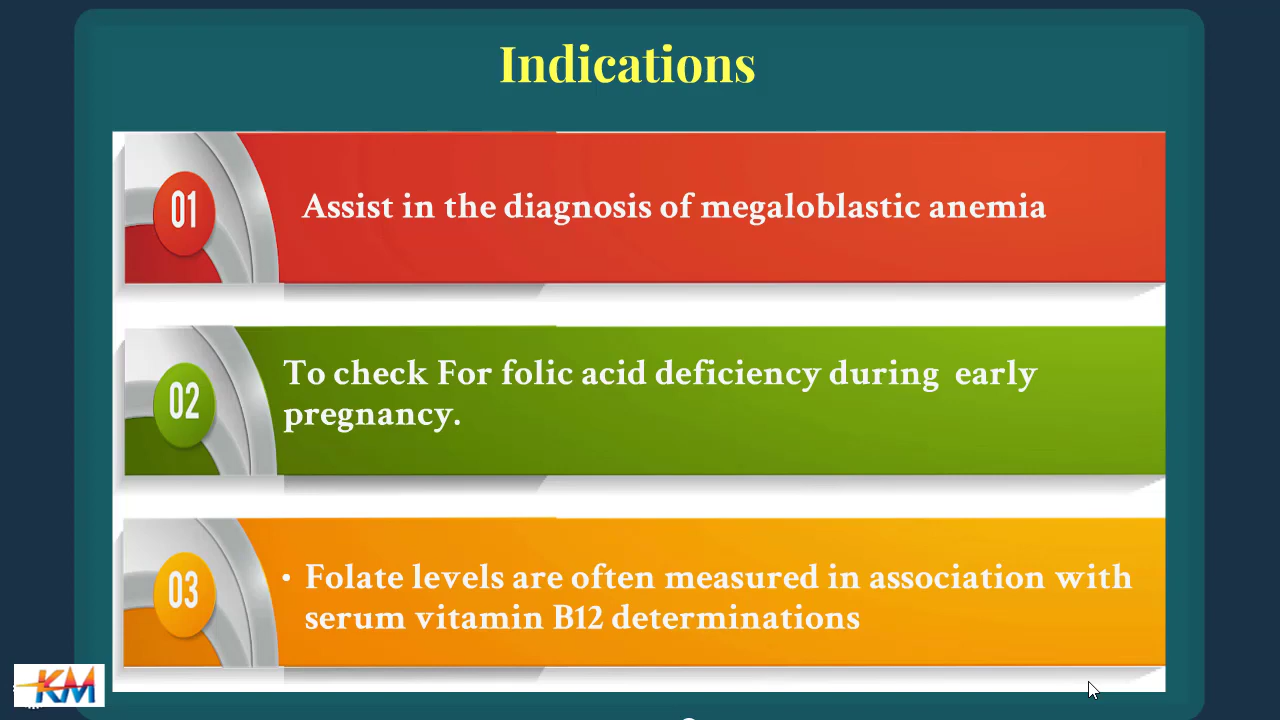 Indications
01
Assist in the diagnosis of megaloblastic anemia
02
To check For folic acid deficiency during early
pregnancy.
03
• Folate levels are often measured in association with
serum vitamin B12 determinations
KM